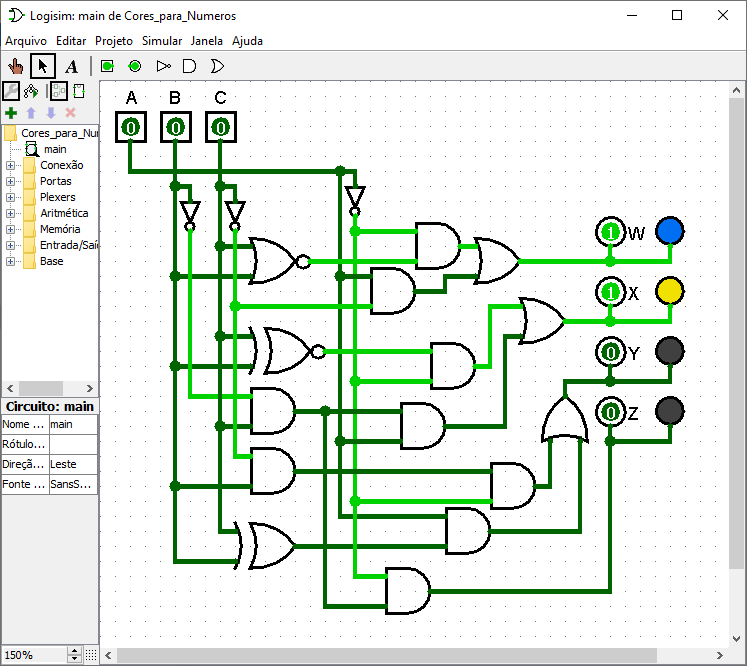 Logisim: main de Cores_para_Numeros
Arquivo Editar Projeto Simular Janela Ajuda
A
Cores_para_Nu
main
Conexão
Portas
Plexers
Aritmética
Memória
Entrada/Saí
Base
Circuito: main
Nome ... main
Rótulo...
Direçã... Leste
Fonte ... SansS...
150%
A B C
0 0 0
1 W
1 X
0 Y
0 Z